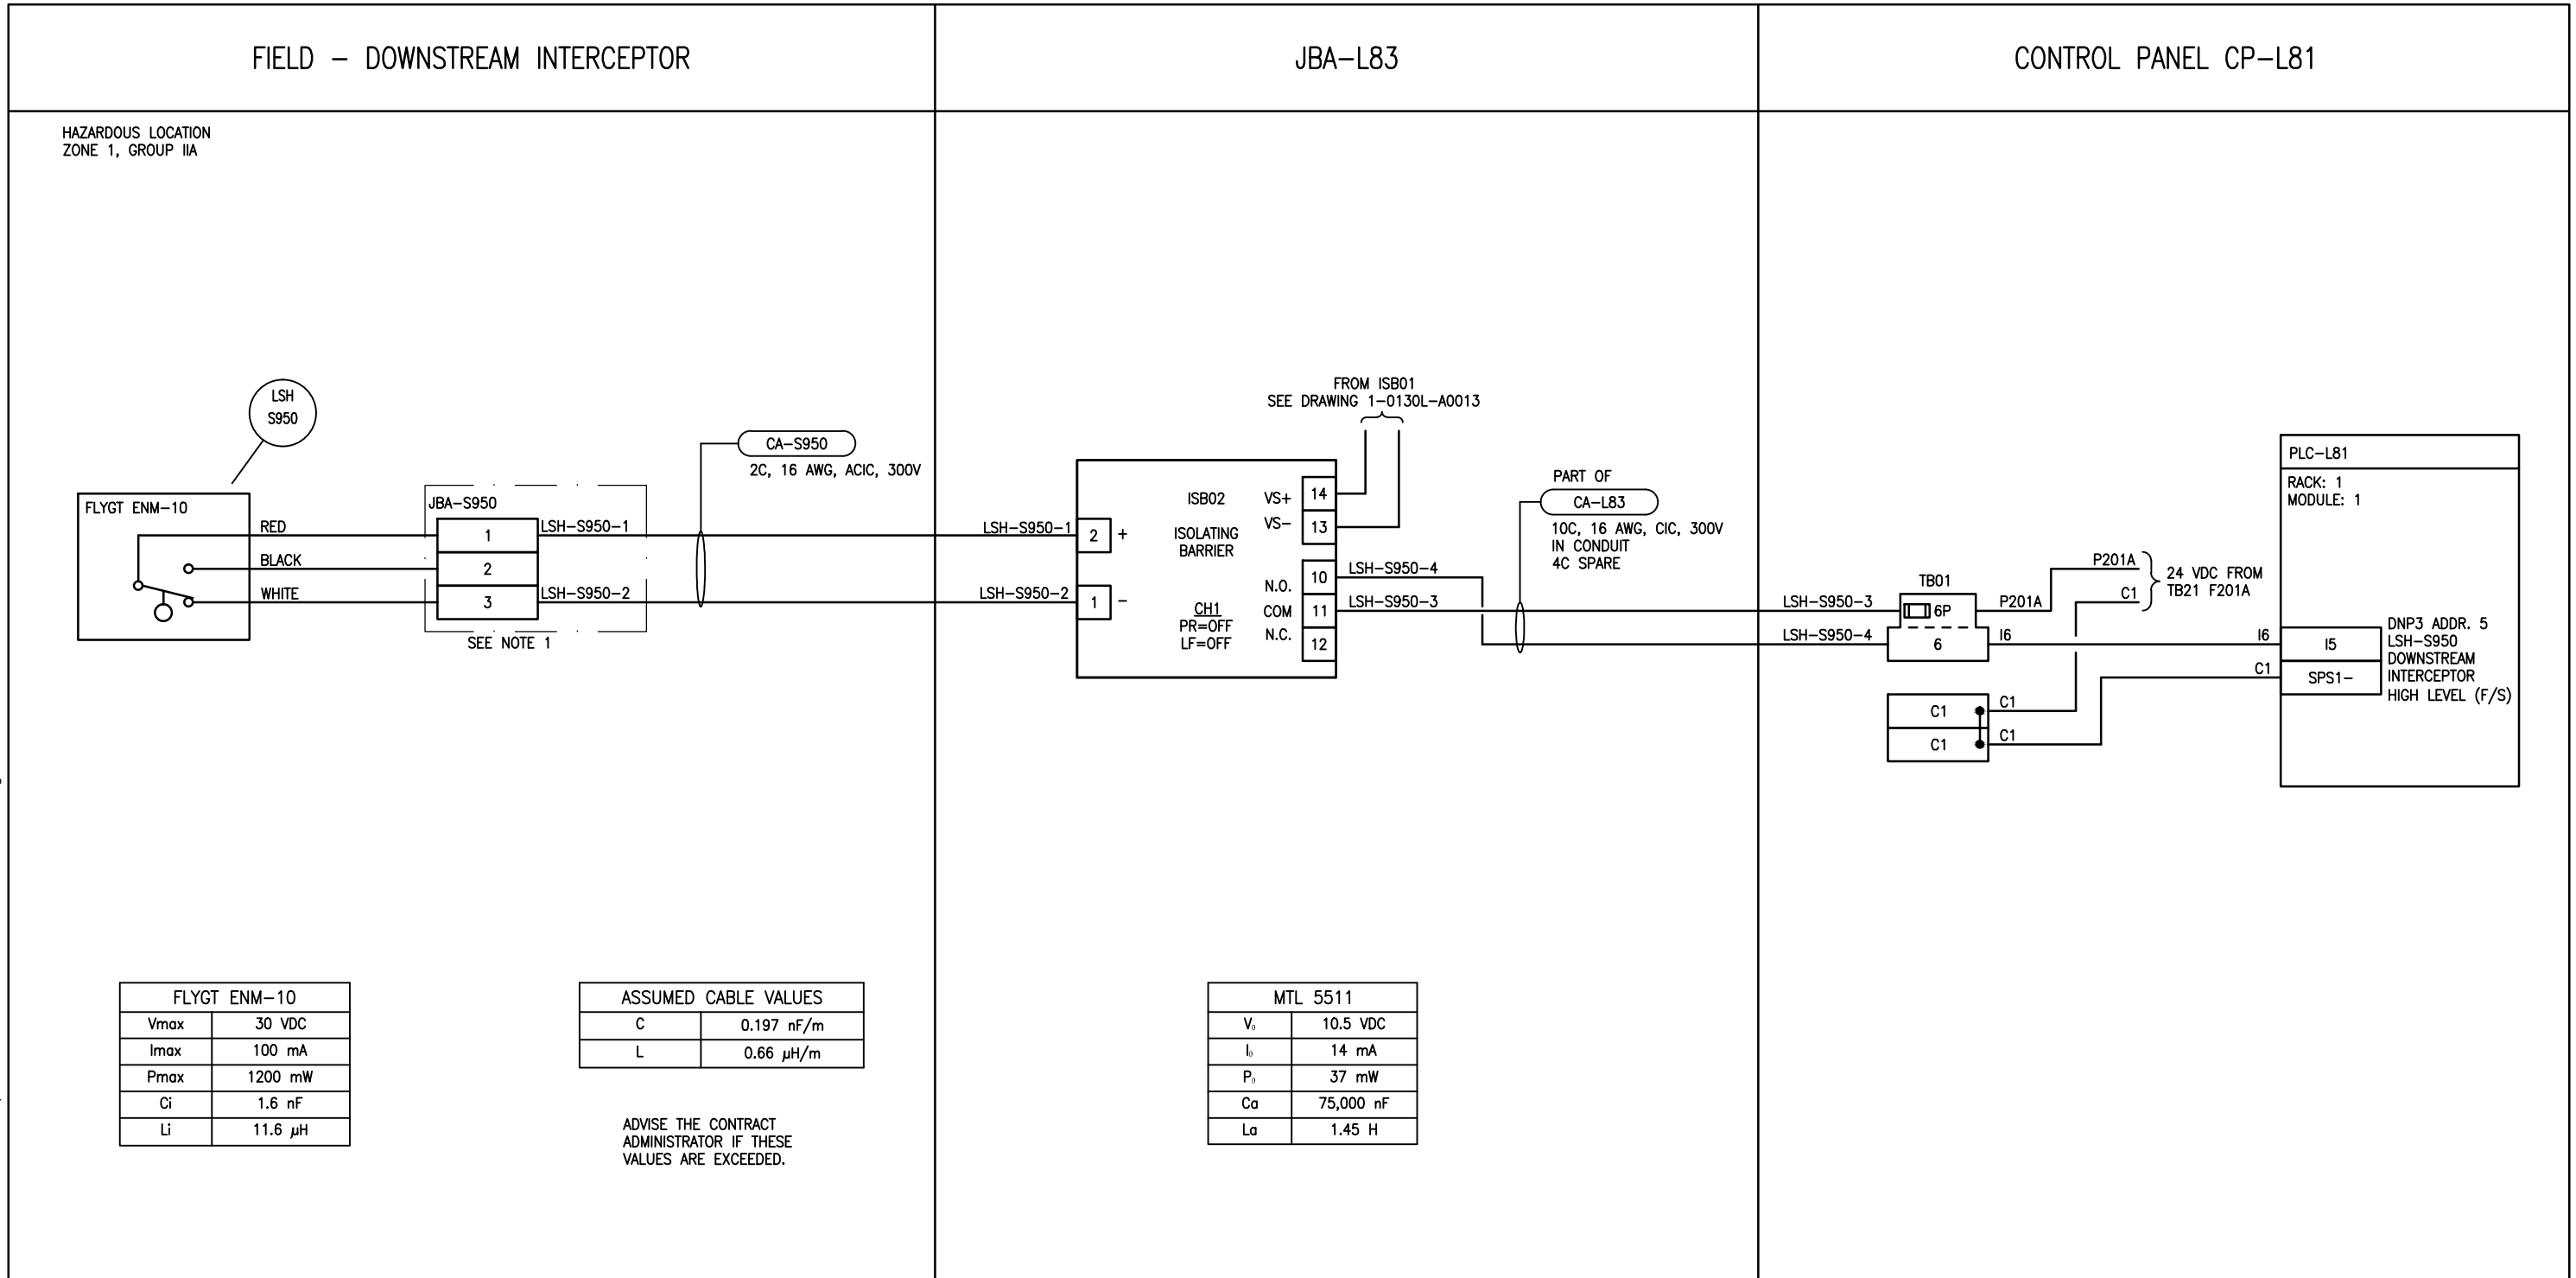 FIELD – DOWNSTREAM INTERCEPTOR
JBA–L83
CONTROL PANEL CP–L81
HAZARDOUS LOCATION
ZONE 1, GROUP IIA
LSH
S950
FLYGT ENM–10
RED
BLACK
WHITE
JBA–S950
1
2
3
SEE NOTE 1
LSH–S950–1
LSH–S950–2
CA–S950
2C, 16 AWG, ACIC, 300V
LSH–S950–1
LSH–S950–2
2
+
1
–
FROM ISB01
SEE DRAWING 1–0130L–A0013
ISB02
ISOLATING
BARRIER
CH1
PR=OFF
LF=OFF
VS+
14
VS–
13
N.O.
10
COM
11
N.C.
12
LSH–S950–4
LSH–S950–3
PART OF
CA–L83
10C, 16 AWG, CIC, 300V
IN CONDUIT
4C SPARE
LSH–S950–3
LSH–S950–4
TB01
6P
6
P201A
I6
P201A
C1
24 VDC FROM
TB21 F201A
C1
C1
C1
C1
I6
C1
PLC–L81
RACK: 1
MODULE: 1
I5
SPS1–
DNP3 ADDR. 5
LSH–S950
DOWNSTREAM
INTERCEPTOR
HIGH LEVEL (F/S)
FLYGT ENM–10
Vmax 30 VDC
Imax 100 mA
Pmax 1200 mW
Ci 1.6 nF
Li 11.6 µH
ASSUMED CABLE VALUES
C 0.197 nF/m
L 0.66 µH/m
ADVISE THE CONTRACT
ADMINISTRATOR IF THESE
VALUES ARE EXCEEDED.
MTL 5511
V₀ 10.5 VDC
I₀ 14 mA
P₀ 37 mW
Ca 75,000 nF
La 1.45 H